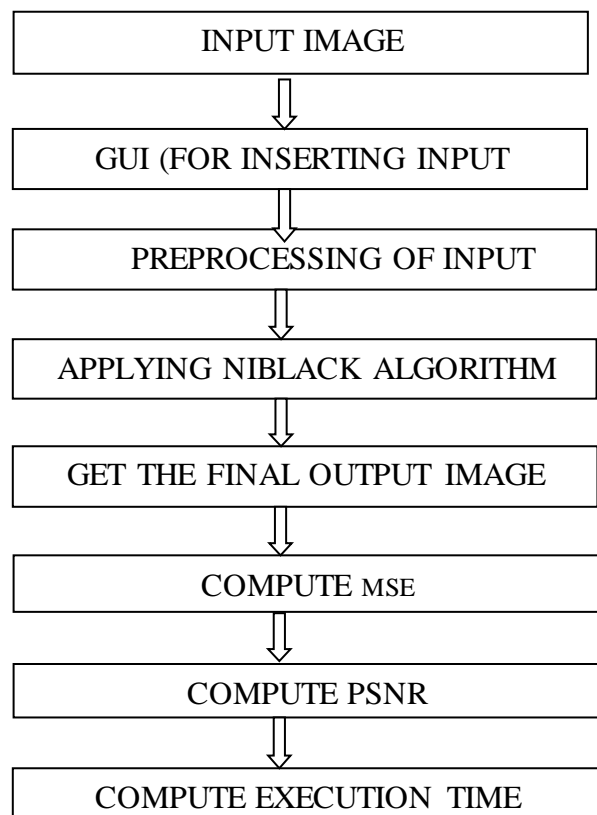 INPUT IMAGE
GUI (FOR INSERTING INPUT
PREPROCESSING OF INPUT
APPLYING NIBLACK ALGORITHM
GET THE FINAL OUTPUT IMAGE
COMPUTE MSE
COMPUTE PSNR
COMPUTE EXECUTION TIME